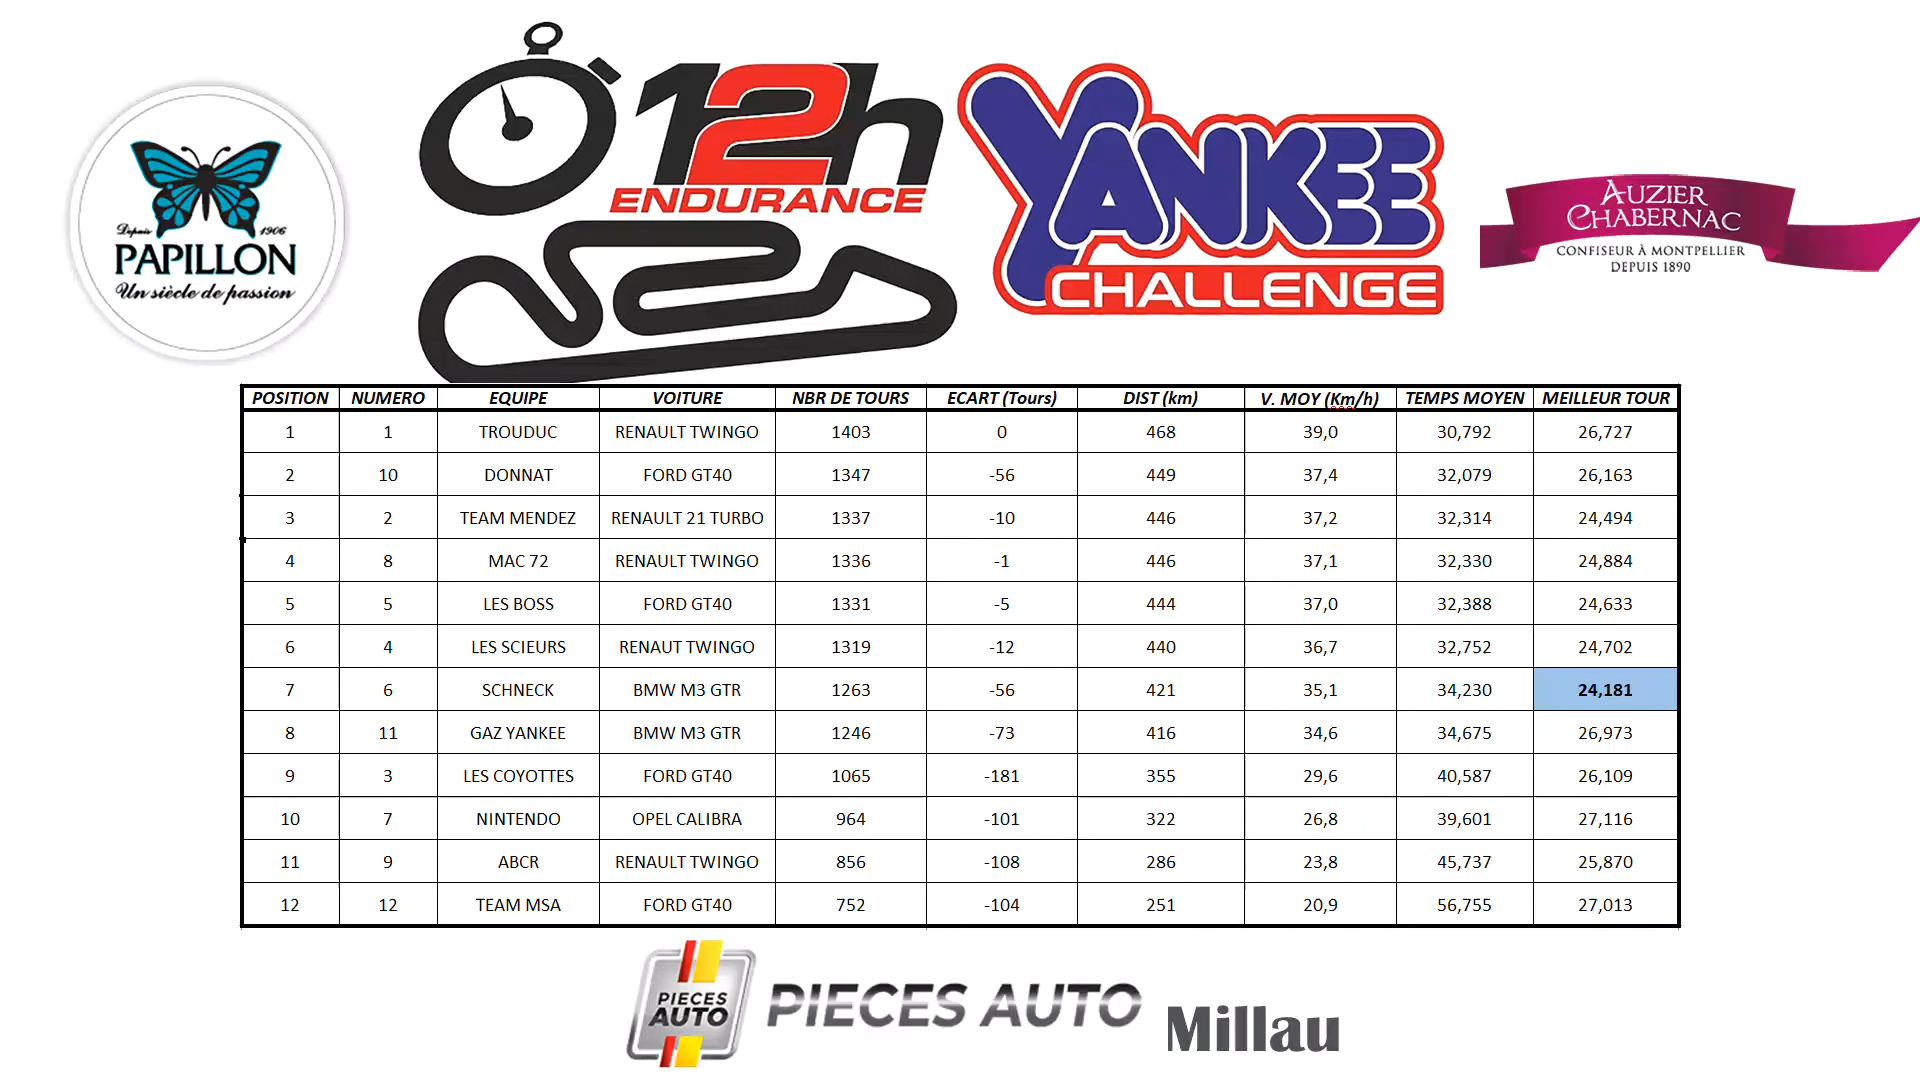 12h
ENDURANCE
YANKEE
CHALLENGE
Depuis 1906
PAPILLON
Un siècle de passion
AUZIER
CHABERNAC
CONFISEUR À MONTPELLIER
DEPUIS 1890
POSITION NUMERO EQUIPE VOITURE NBR DE TOURS ECART (Tours) DIST (km) V. MOY (Km/h) TEMPS MOYEN MEILLEUR TOUR
1 1 TROUDUC RENAULT TWINGO 1403 0 468 39,0 30,792 26,727
2 10 DONNAT FORD GT40 1347 -56 449 37,4 32,079 26,163
3 2 TEAM MENDEZ RENAULT 21 TURBO 1337 -10 446 37,2 32,314 24,494
4 8 MAC 72 RENAULT TWINGO 1336 -1 446 37,1 32,330 24,884
5 5 LES BOSS FORD GT40 1331 -5 444 37,0 32,388 24,633
6 4 LES SCIEURS RENAUT TWINGO 1319 -12 440 36,7 32,752 24,702
7 6 SCHNECK BMW M3 GTR 1263 -56 421 35,1 34,230 24,181
8 11 GAZ YANKEE BMW M3 GTR 1246 -73 416 34,6 34,675 26,973
9 3 LES COYOTTES FORD GT40 1065 -181 355 29,6 40,587 26,109
10 7 NINTENDO OPEL CALIBRA 964 -101 322 26,8 39,601 27,116
11 9 ABCR RENAULT TWINGO 856 -108 286 23,8 45,737 25,870
12 12 TEAM MSA FORD GT40 752 -104 251 20,9 56,755 27,013
PIECES
AUTO
PIECES AUTO
Millau